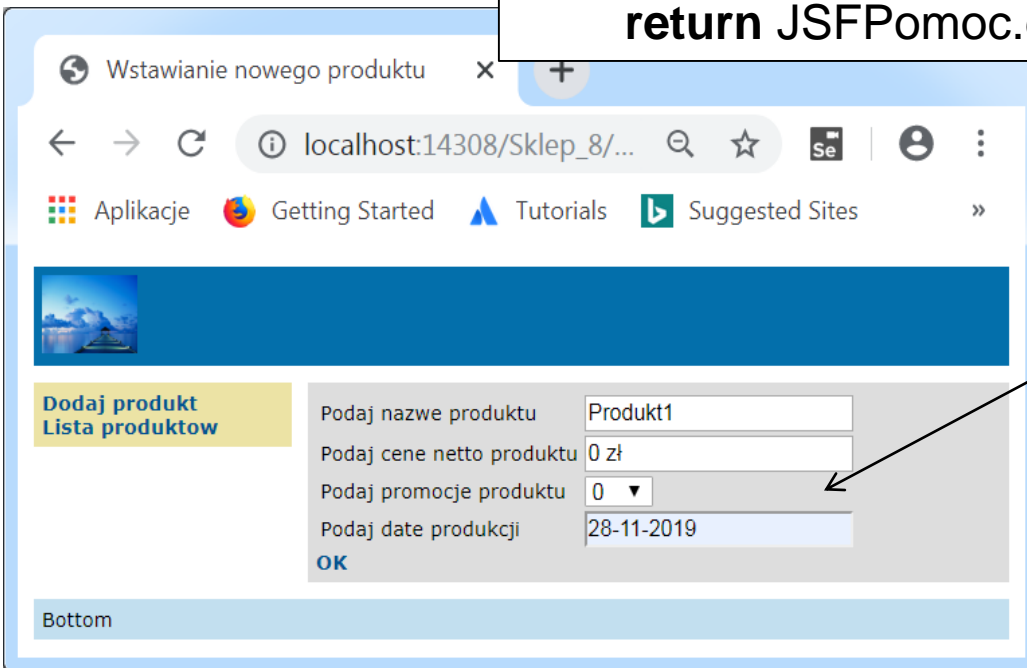 return JSFPomoc.
Wstawianie nowego produktu
localhost:14308/Sklep_8/...
Se
Aplikacje Getting Started Tutorials Suggested Sites »
Dodaj produkt
Lista produktow
Podaj nazwe produktu Produkt1
Podaj cene netto produktu 0 zł
Podaj promocje produktu 0
Podaj date produkcji 28-11-2019
OK
Bottom